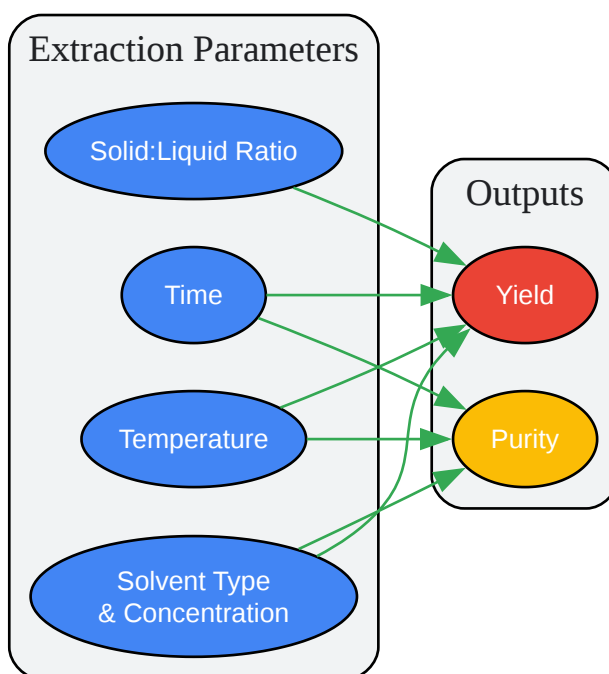 Extraction Parameters
Solid:Liquid Ratio
Time
Temperature
Solvent Type
& Concentration
Outputs
Yield
Purity